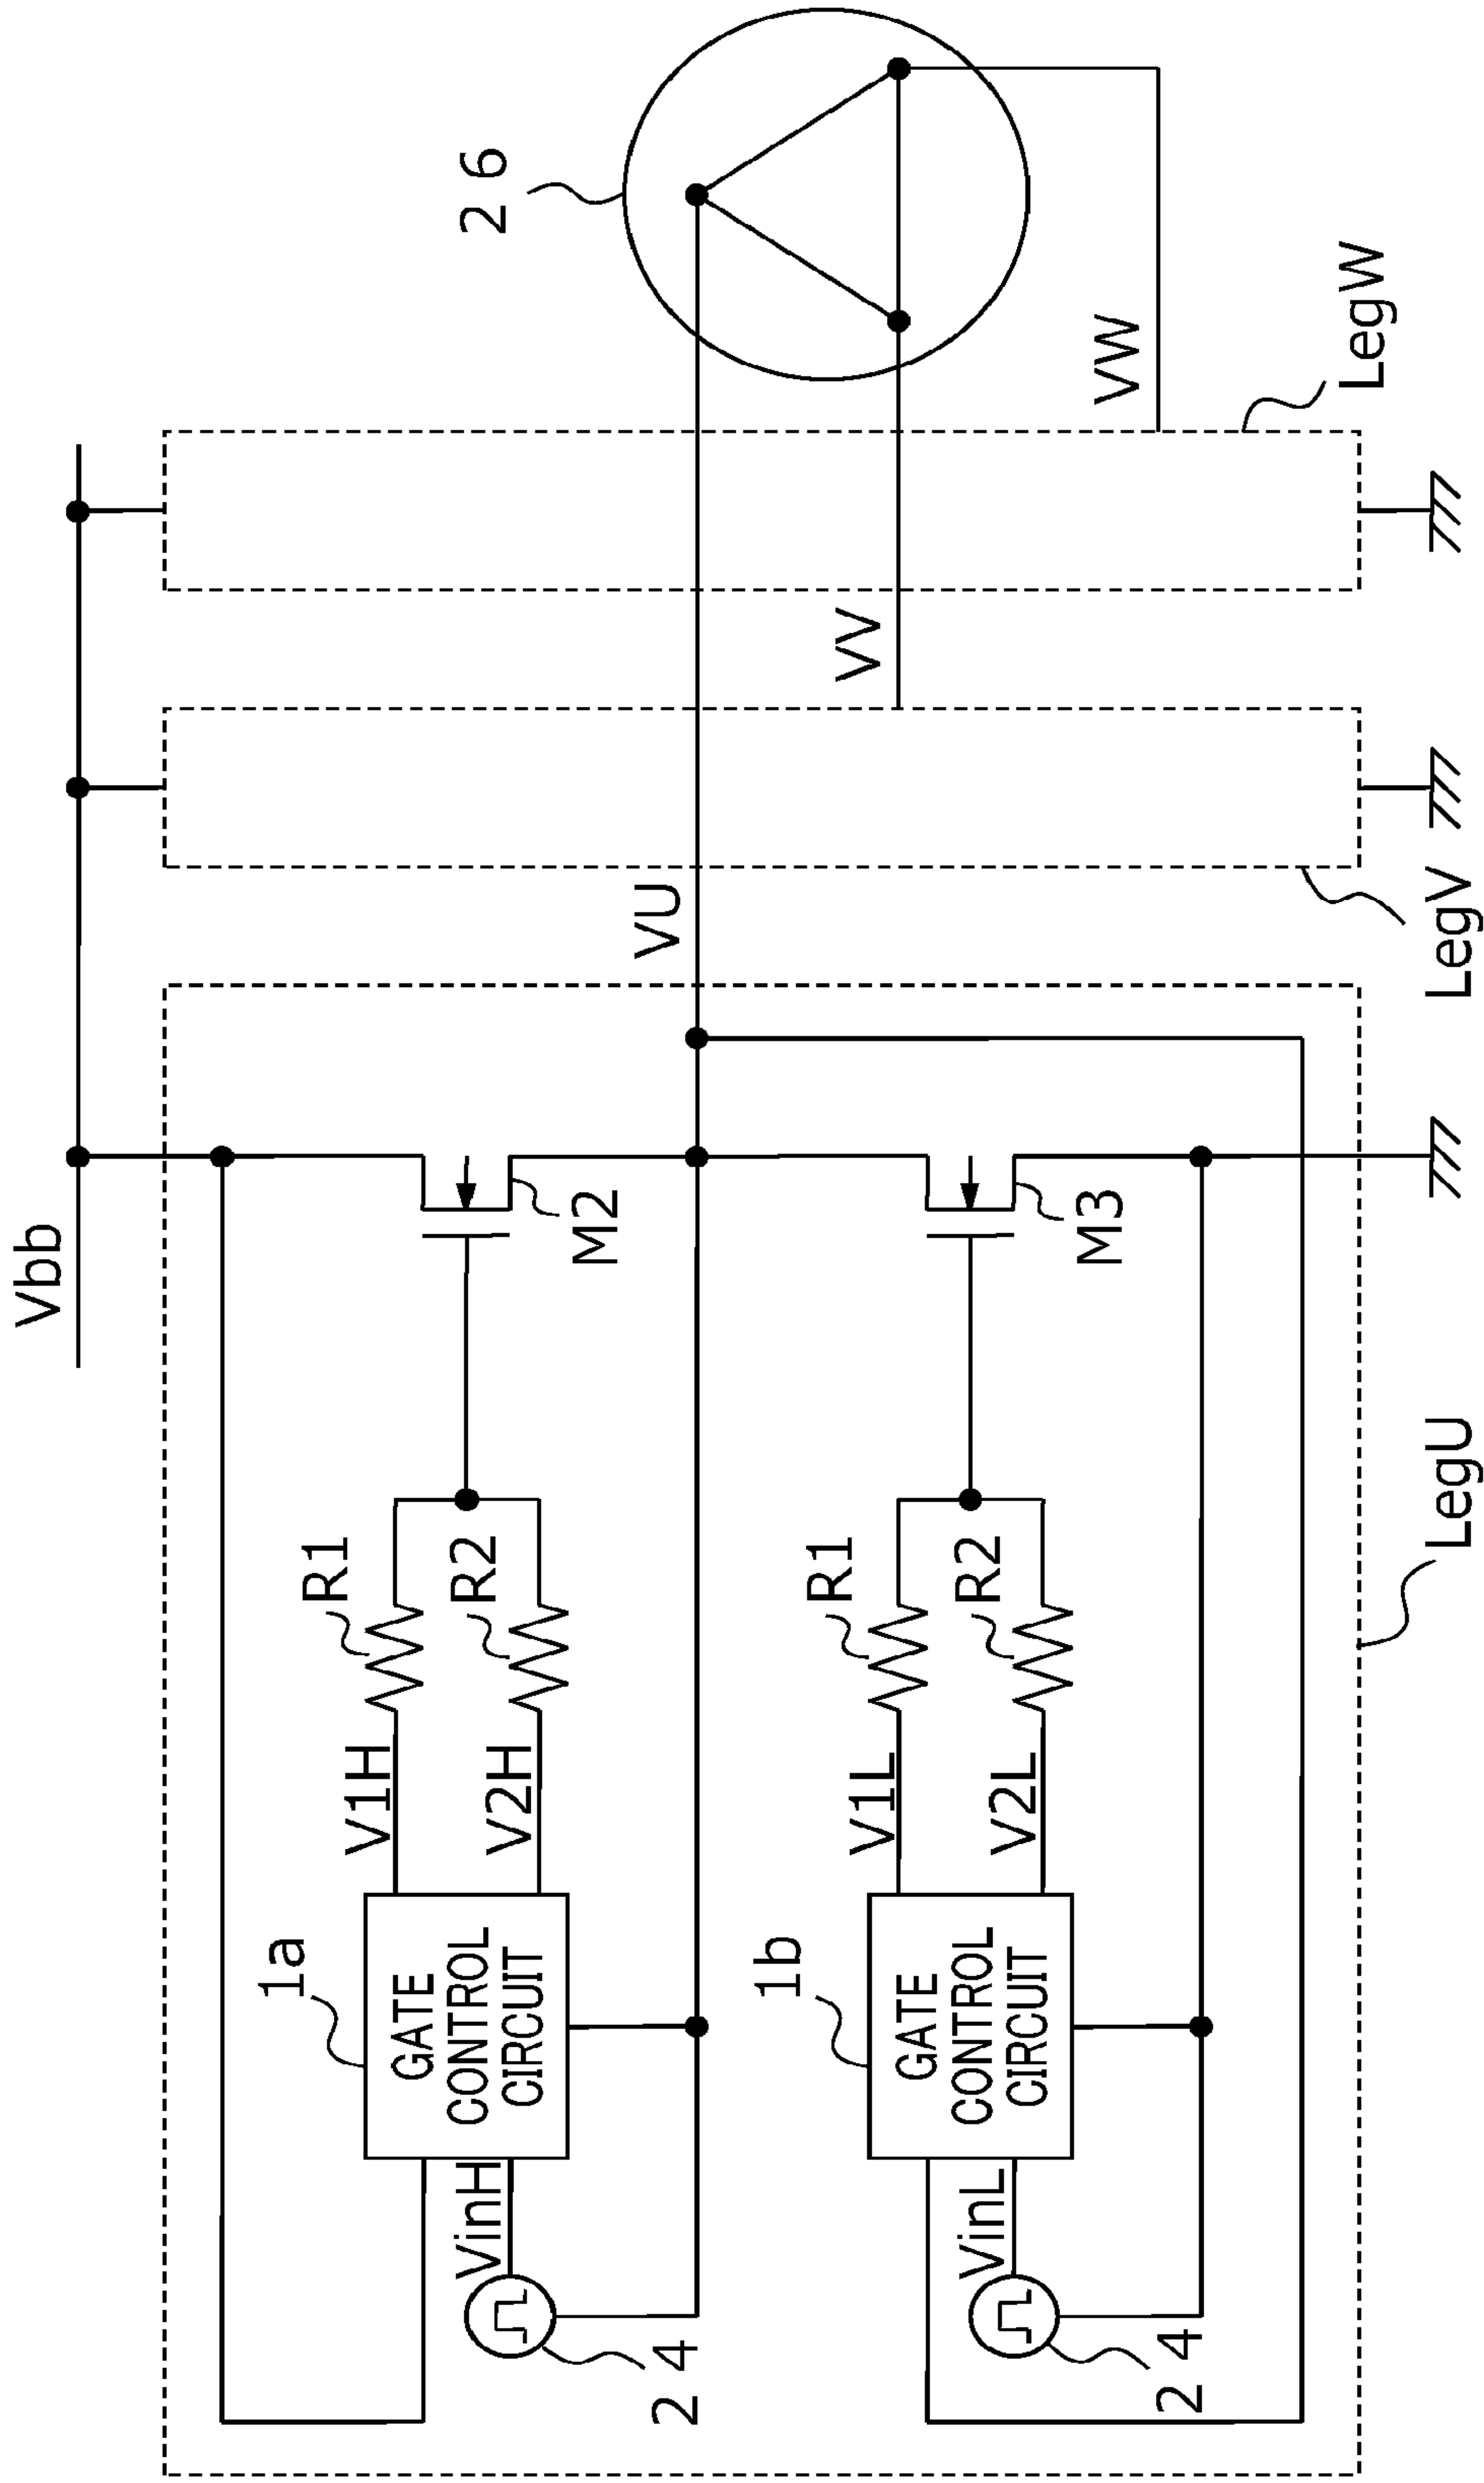 Vbb
26
1a
GATE
CONTROL
CIRCUIT
VinH
24
V1H
V2H
R1
R2
M2
VU
VV
VW
1b
GATE
CONTROL
CIRCUIT
VinL
24
V1L
V2L
R1
R2
M3
LegU
LegV
LegW